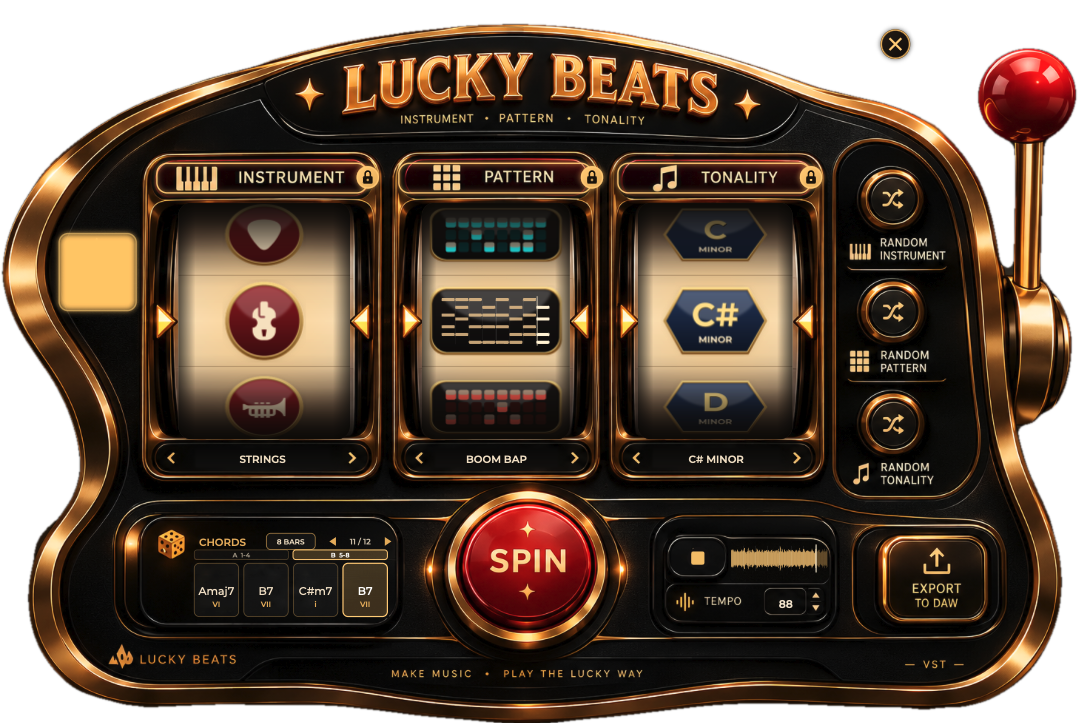 LUCKY BEATS
INSTRUMENT • PATTERN • TONALITY
INSTRUMENT
PATTERN
TONALITY
C
MINOR
C#
MINOR
D
MINOR
STRINGS
BOOM BAP
C# MINOR
RANDOM
INSTRUMENT
RANDOM
PATTERN
RANDOM
TONALITY
CHORDS
8 BARS
11 / 12
A 1-4
B 5-8
Amaj7
VI
B7
VII
C#m7
i
B7
VII
SPIN
TEMPO
88
EXPORT
TO DAW
LUCKY BEATS
MAKE MUSIC • PLAY THE LUCKY WAY
— VST —